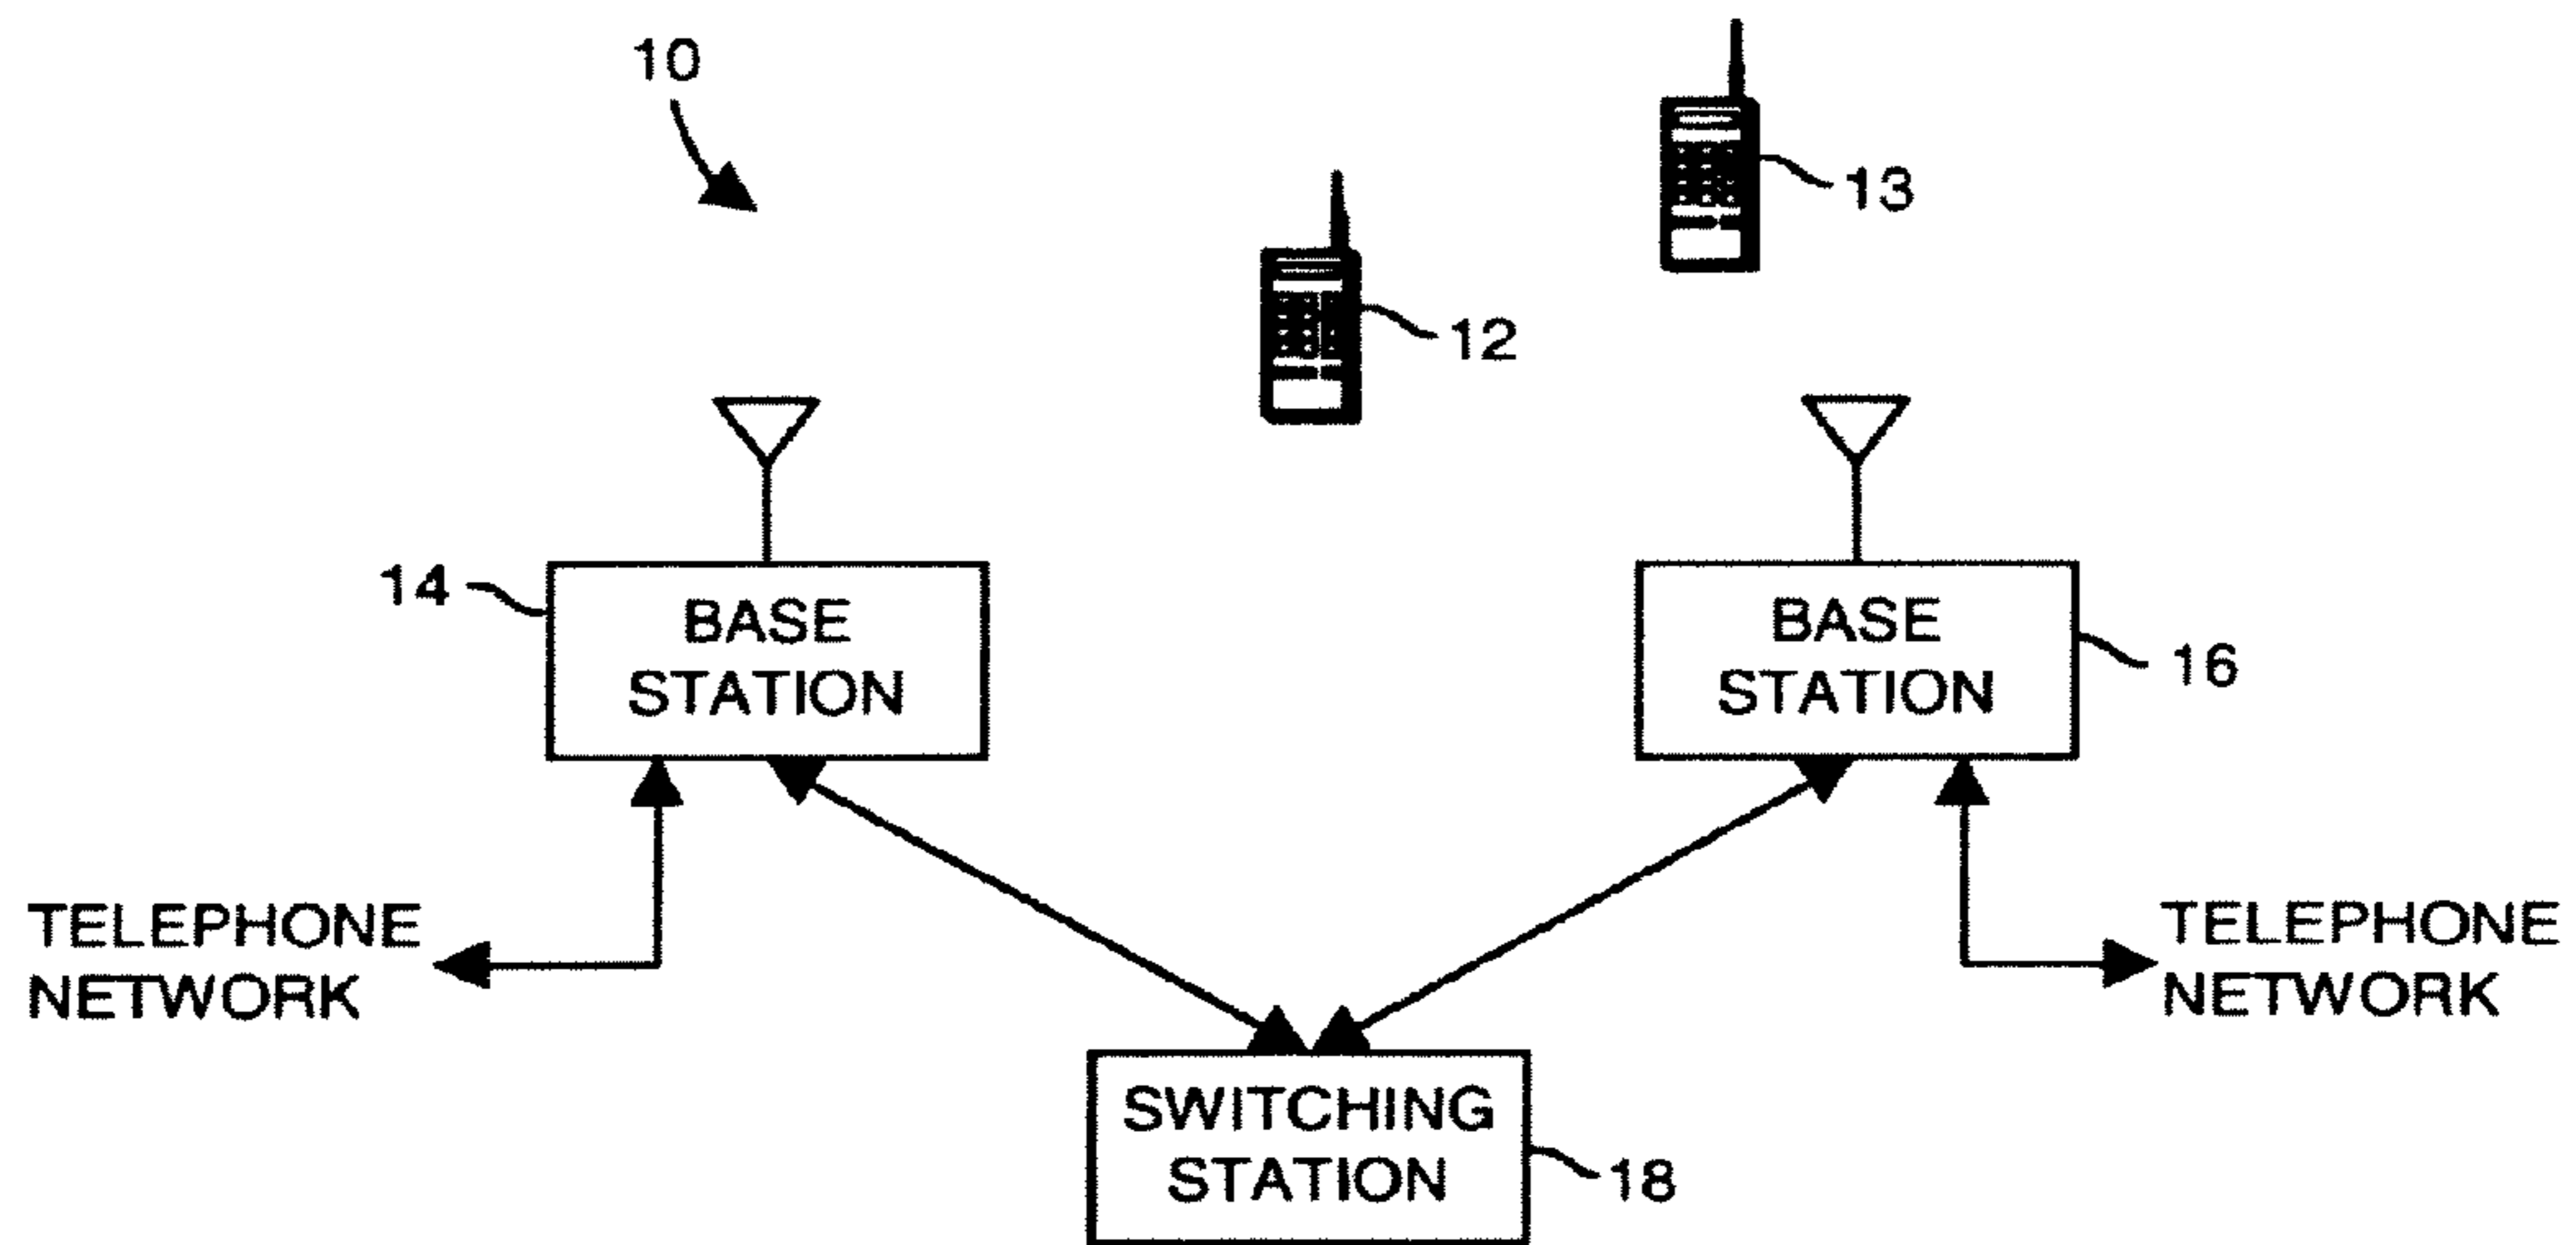 10
13
12
14
BASE
STATION
BASE
STATION
16
TELEPHONE
NETWORK
TELEPHONE
NETWORK
SWITCHING
STATION
18